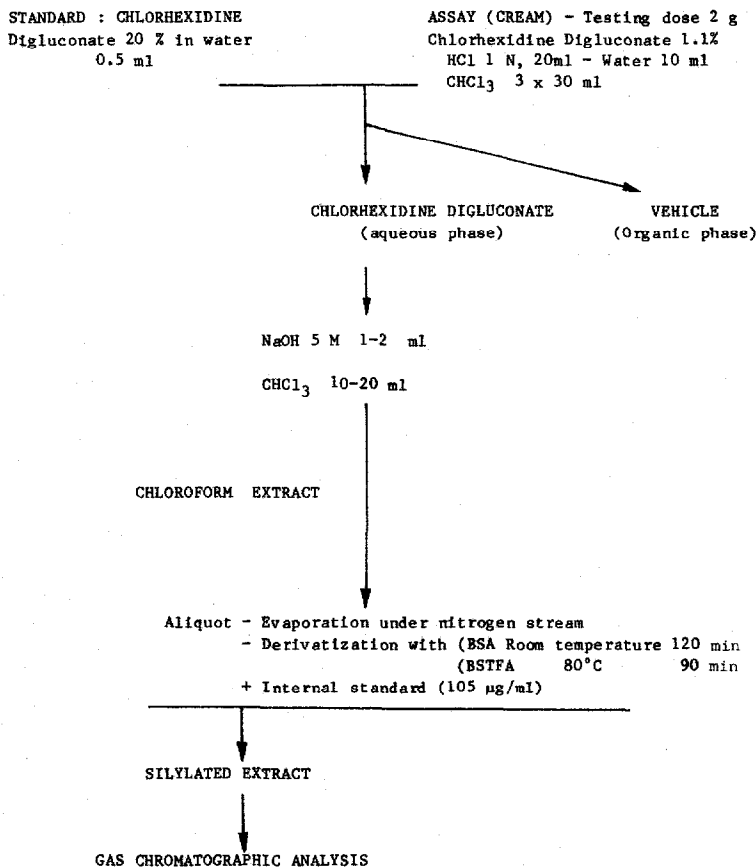 STANDARD : CHLORHEXIDINE
Digluconate 20 % in water
0.5 ml
ASSAY (CREAM) - Testing dose 2 g
Chlorhexidine Digluconate 1.1%
HCl 1 N, 20ml - Water 10 ml
CHCl3 3 x 30 ml
CHLORHEXIDINE DIGLUCONATE
(aqueous phase)
VEHICLE
(Organic phase)
NaOH 5 M 1-2 ml
CHCl3 10-20 ml
CHLOROFORM EXTRACT
Aliquot - Evaporation under nitrogen stream
- Derivatization with (BSA Room temperature 120 min
(BSTFA 80°C 90 min
+ Internal standard (105 µg/ml)
SILYLATED EXTRACT
GAS CHROMATOGRAPHIC ANALYSIS